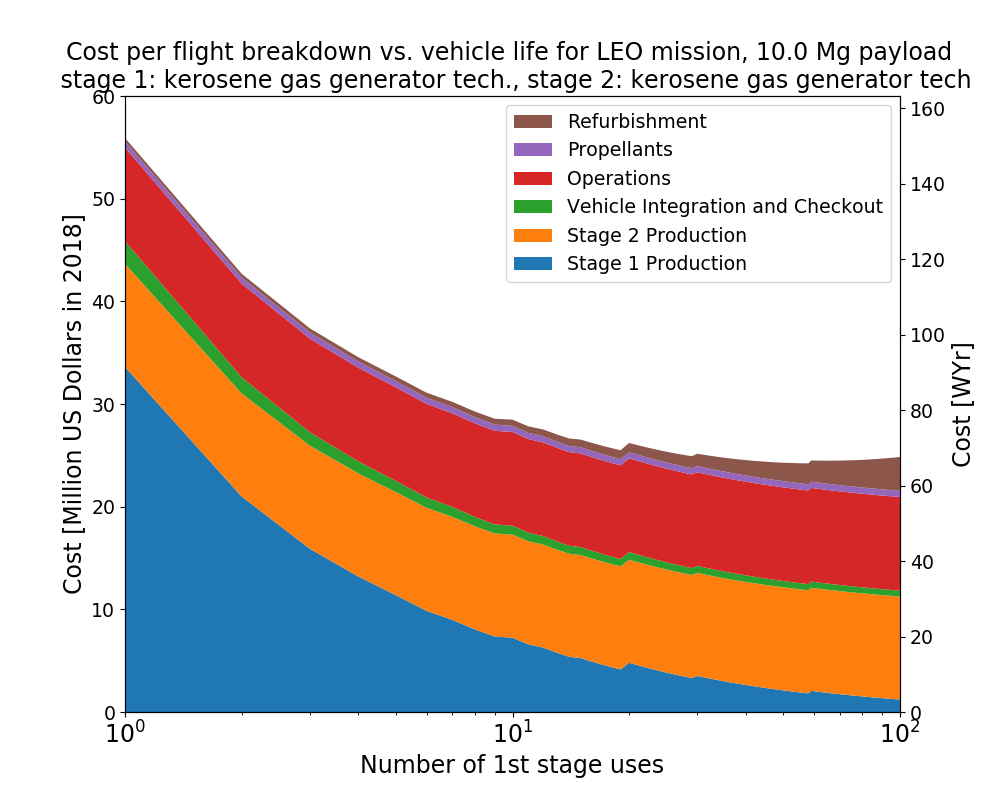 Cost per flight breakdown vs. vehicle life for LEO mission, 10.0 Mg payload
stage 1: kerosene gas generator tech., stage 2: kerosene gas generator tech
60
50
40
30
20
10
0
Cost [Million US Dollars in 2018]
Refurbishment
Propellants
Operations
Vehicle Integration and Checkout
Stage 2 Production
Stage 1 Production
160
140
120
100
80
60
40
20
0
Cost [WYr]
10⁰ 10¹ 10²
Number of 1st stage uses